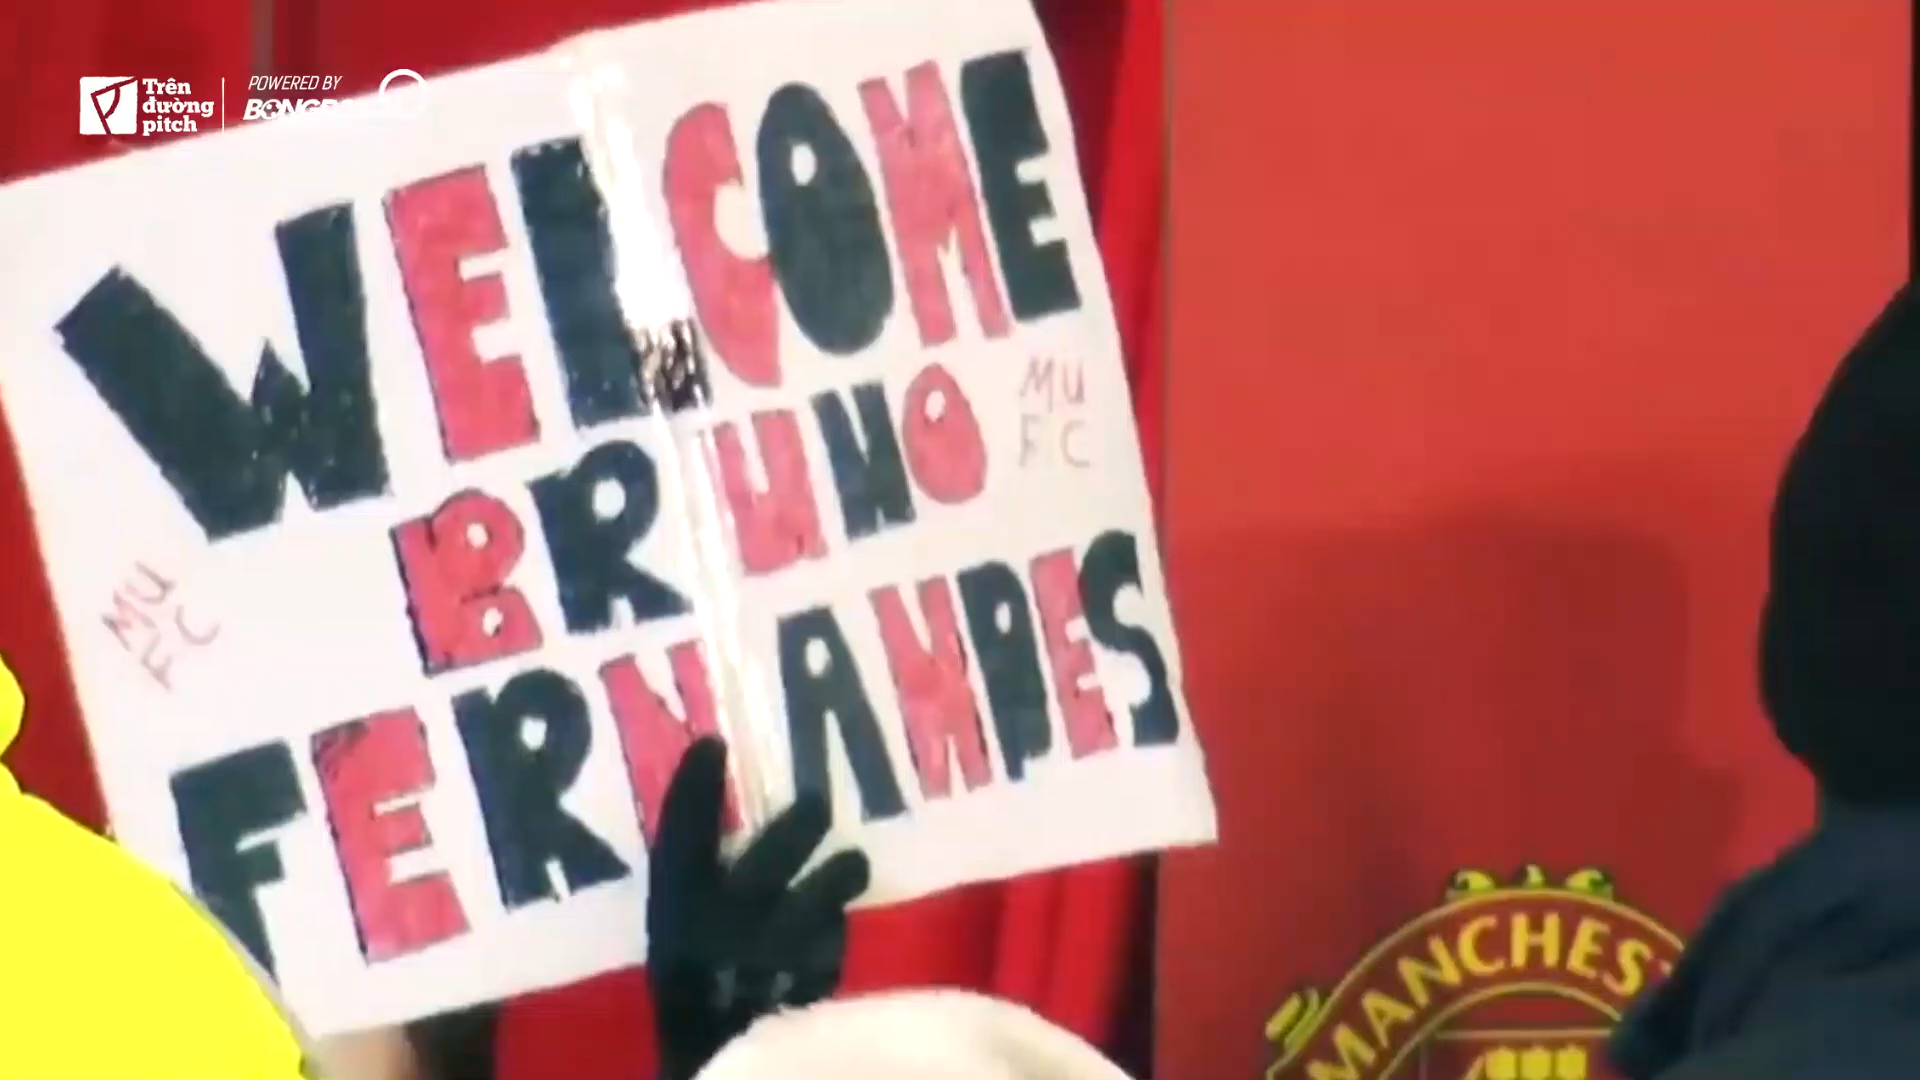 Trên
đường
pitch
POWERED BY
WELCOME
BRUNO
MU
FC
MU
FC
FERNANDES
MANCHES